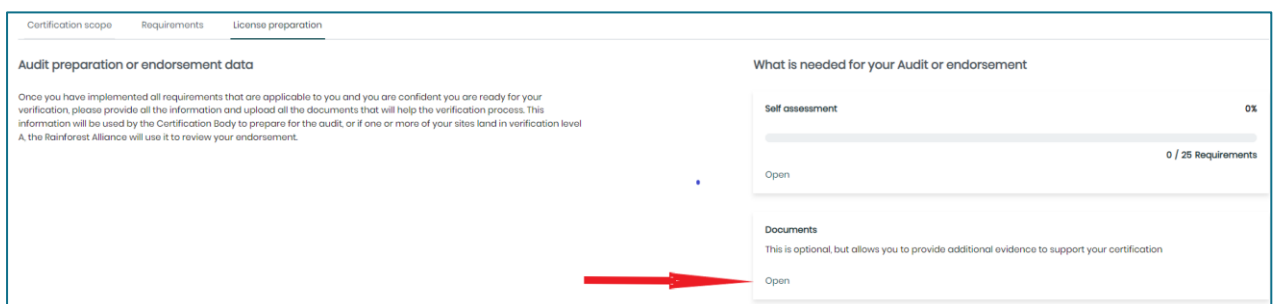 Certification scope Requirements License preparation
Audit preparation or endorsement data
Once you have implemented all requirements that are applicable to you and you are confident you are ready for your
verification, please provide all the information and upload all the documents that will help the verification process. This
information will be used by the Certification Body to prepare for the audit, or if one or more of your sites land in verification level
A, the Rainforest Alliance will use it to review your endorsement.
What is needed for your Audit or endorsement
Self assessment 0%
0 / 25 Requirements
Open
Documents
This is optional, but allows you to provide additional evidence to support your certification
Open